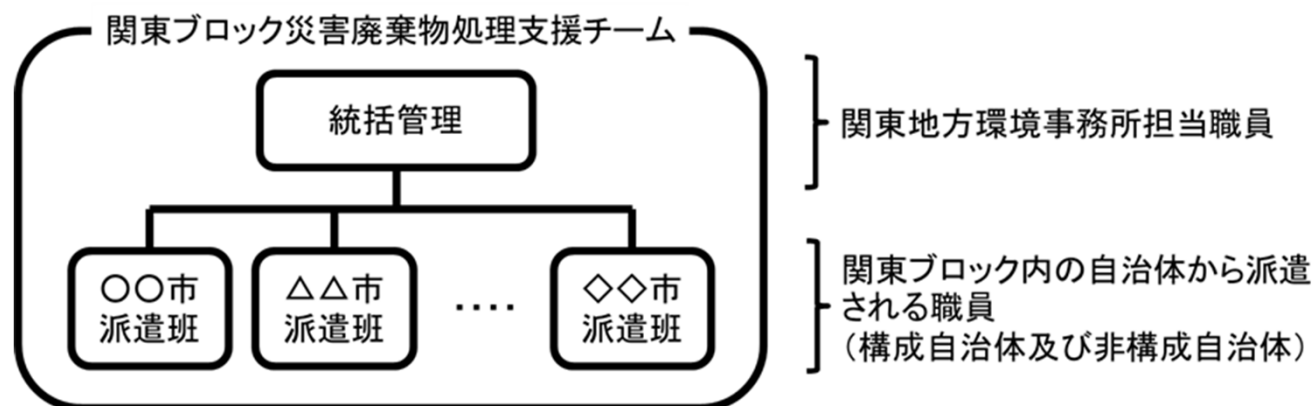 関東ブロック災害廃棄物処理支援チーム
統括管理
関東地方環境事務所担当職員
○○市
派遣班
△△市
派遣班
････
◇◇市
派遣班
関東ブロック内の自治体から派遣
される職員
（構成自治体及び非構成自治体）